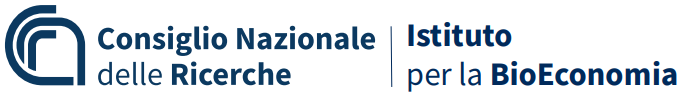 Consiglio Nazionale
delle Ricerche
Istituto
per la BioEconomia